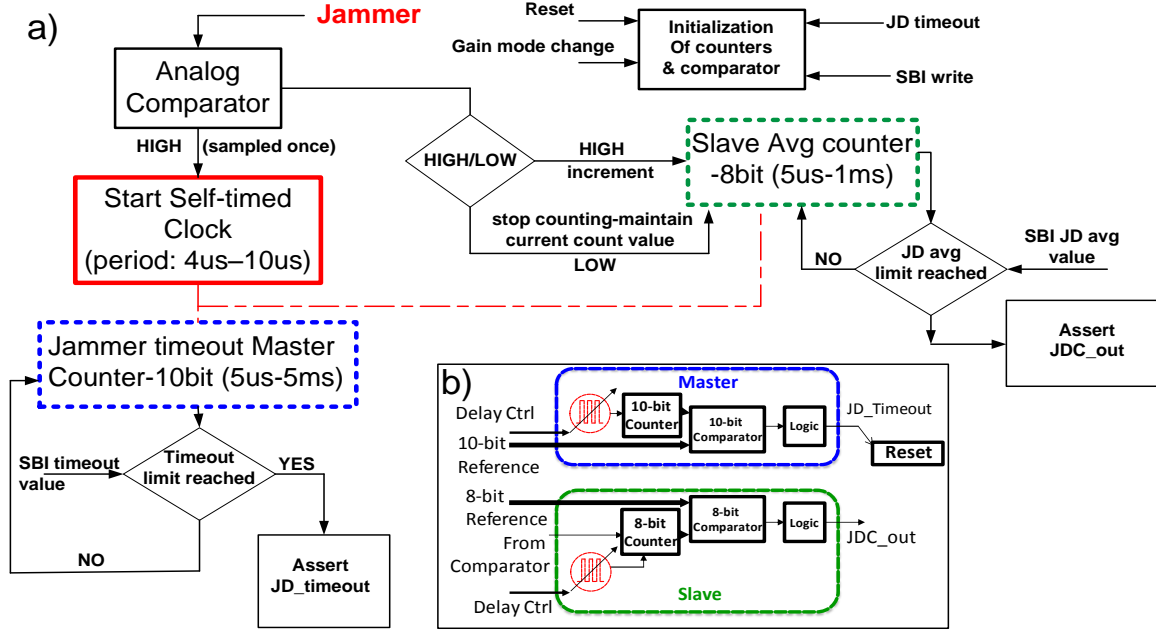 a)
Jammer
Analog
Comparator
HIGH
(sampled once)
Start Self-timed
Clock
(period: 4us–10us)
Jammer timeout Master
Counter-10bit (5us-5ms)
SBI timeout
value
Timeout
limit reached
YES
NO
Assert
JD_timeout
Reset
Gain mode change
Initialization
Of counters
& comparator
JD timeout
SBI write
HIGH/LOW
HIGH
increment
stop counting-maintain
current count value
LOW
Slave Avg counter
-8bit (5us-1ms)
NO
JD avg
limit reached
SBI JD avg
value
Assert
JDC_out
b)
Master
Delay Ctrl
10-bit
Reference
10-bit
Counter
10-bit
Comparator
Logic
JD_Timeout
Reset
8-bit
Reference
From
Comparator
Delay Ctrl
8-bit
Counter
8-bit
Comparator
Logic
JDC_out
Slave